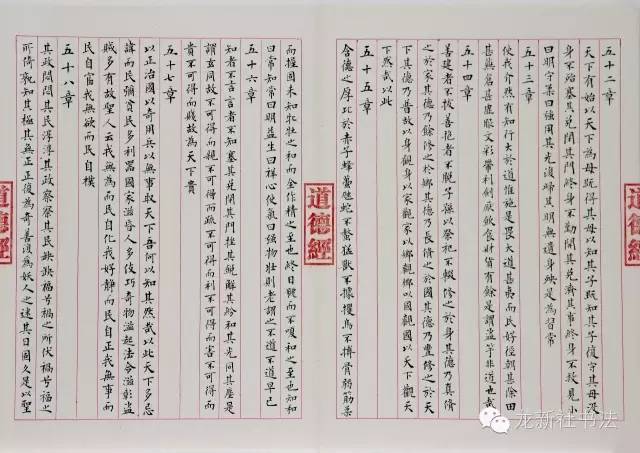 道德經
五十二章
天下有始以天下為母既得其母以知其子既知其子復守其母沒
身不殆塞其兌閉其門終身不勤開其兌濟其事終身不救見小
曰明守柔曰強用其光復歸其明無遺身殃是為習常
五十三章
使我介然有知行大於道惟施是畏大道甚夷而民好徑朝甚除田
甚蕪倉甚虛服文彩帶利劍厭飲食財貨有餘是謂盜竽非道也哉
五十四章
善建者不拔善抱者不脫子孫以祭祀不輟修之於身其德乃真修
之於家其德乃餘修之於鄉其德乃長修之於國其德乃豐修之於天
下其德乃普故以身觀身以家觀家以鄉觀鄉以國觀國以天下觀天
下然哉以此
五十五章
含德之厚比於赤子蜂蠆虺蛇不螫猛獸不據攫鳥不搏骨弱筋柔
道德經
而握固未知牝牡之和而全作精之至也終日號而不嗄和之至也知和
曰常知常曰明益生曰祥心使氣曰強物壯則老謂之不道不道早已
五十六章
知者不言言者不知塞其兌閉其門挫其銳解其紛和其光同其塵是
謂玄同故不可得而親不可得而疏不可得而利不可得而害不可得而
貴不可得而賤故為天下貴
五十七章
以正治國以奇用兵以無事取天下吾何以知其然哉以此天下多忌
諱而民彌貧民多利器國家滋昏人多伎巧奇物滋起法令滋彰盜
賊多有故聖人云我無為而民自化我好靜而民自正我無事而
民自富我無欲而民自樸
五十八章
其政悶悶其民淳淳其政察察其民缺缺福兮禍之所伏禍兮福之
所倚孰知其極其無正正復為奇善復為妖人之迷其日固久是以聖
龙新社书法